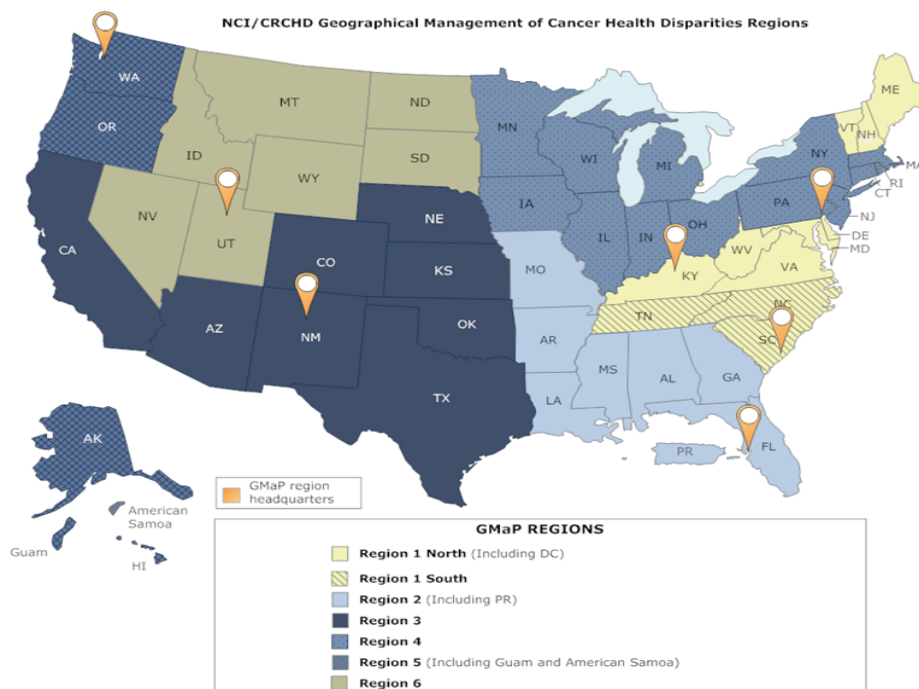 NCI/CRCHD Geographical Management of Cancer Health Disparities Regions
WA
OR
MT
ND
ID
SD
WY
NV
UT
CA
NE
CO
KS
AZ
NM
OK
TX
MN
WI
MI
IA
IL
IN
OH
NY
PA
ME
VT
NH
MA
RI
CT
NJ
DE
MD
WV
VA
KY
MO
TN
NC
SC
AR
MS
AL
GA
LA
FL
PR
AK
American
Samoa
Guam
HI
GMaP region
headquarters
GMaP REGIONS
Region 1 North (Including DC)
Region 1 South
Region 2 (Including PR)
Region 3
Region 4
Region 5 (Including Guam and American Samoa)
Region 6